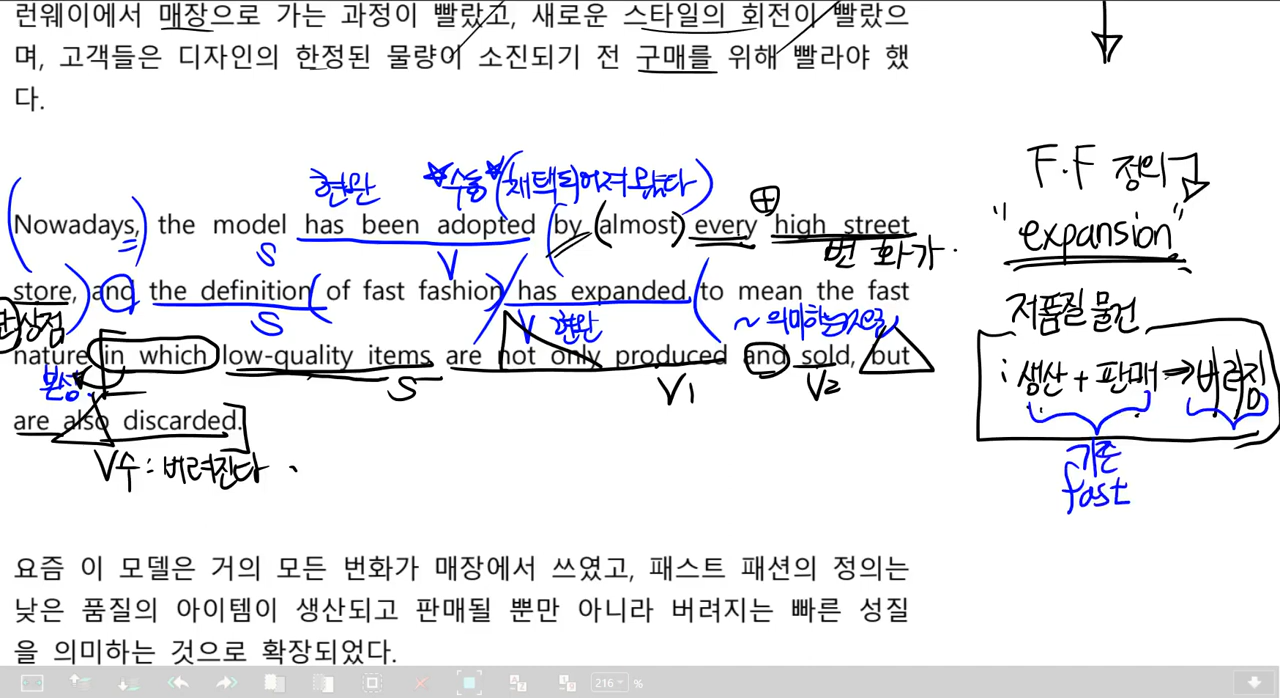 런웨이에서 매장으로 가는 과정이 빨랐고, 새로운 스타일의 회전이 빨랐으
며, 고객들은 디자인의 한정된 물량이 소진되기 전 구매를 위해 빨라야 했
다.
현완 ☆수동☆ (채택되어져 왔다)
Nowadays, the model has been adopted by (almost) every high street
S V 번화가
store, and the definition of fast fashion has expanded to mean the fast
상점 S V 현완 ~ 의미하는 것으로
nature in which low-quality items are not only produced and sold, but
완성 S V1 V2
are also discarded.
V수 : 버려진다
F.F 정의
"expansion"
저품질 물건
: 생산 + 판매 → 버려짐
기존
fast
요즘 이 모델은 거의 모든 번화가 매장에서 쓰였고, 패스트 패션의 정의는
낮은 품질의 아이템이 생산되고 판매될 뿐만 아니라 버려지는 빠른 성질
을 의미하는 것으로 확장되었다.
216 %